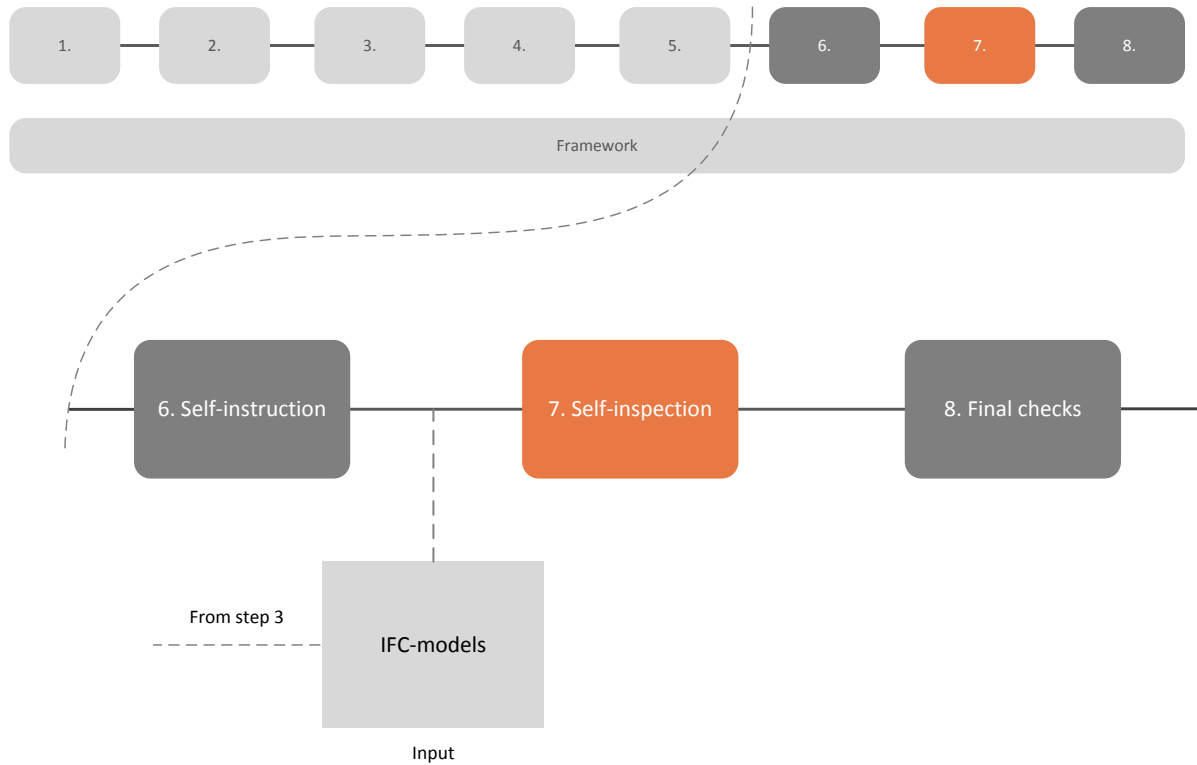 1.
2.
3.
4.
5.
6.
7.
8.
Framework
6. Self-instruction
7. Self-inspection
8. Final checks
From step 3
IFC-models
Input